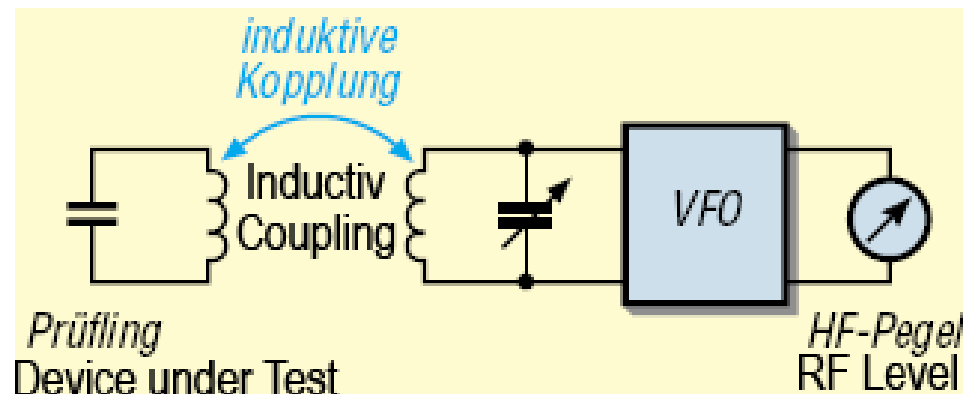 induktive
Kopplung
Inductiv
Coupling
VFO
Prüfling
Device under Test
HF-Pegel
RF Level